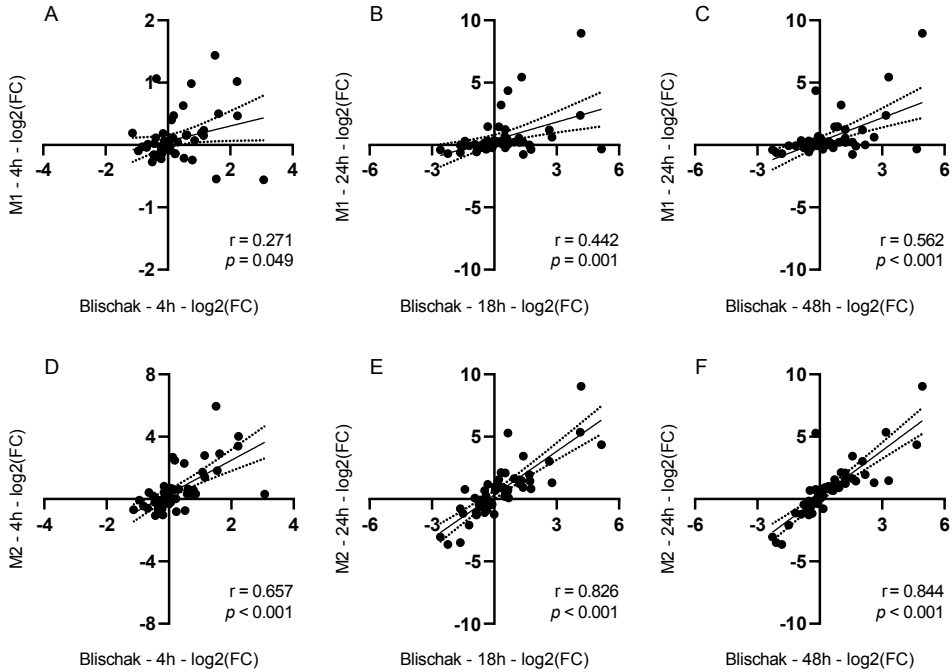 A
M1 - 4h - log2(FC)
2
1
-1
-2
-4 -2 0 2 4
r = 0.271
p = 0.049
Blischak - 4h - log2(FC)
B
M1 - 24h - log2(FC)
10
5
-5
-10
-6 -3 0 3 6
r = 0.442
p = 0.001
Blischak - 18h - log2(FC)
C
M1 - 24h - log2(FC)
10
5
-5
-10
-6 -3 0 3 6
r = 0.562
p < 0.001
Blischak - 48h - log2(FC)
D
M2 - 4h - log2(FC)
8
4
-4
-8
-4 -2 0 2 4
r = 0.657
p < 0.001
Blischak - 4h - log2(FC)
E
M2 - 24h - log2(FC)
10
5
-5
-10
-6 -3 0 3 6
r = 0.826
p < 0.001
Blischak - 18h - log2(FC)
F
M2 - 24h - log2(FC)
10
5
-5
-10
-6 -3 0 3 6
r = 0.844
p < 0.001
Blischak - 48h - log2(FC)